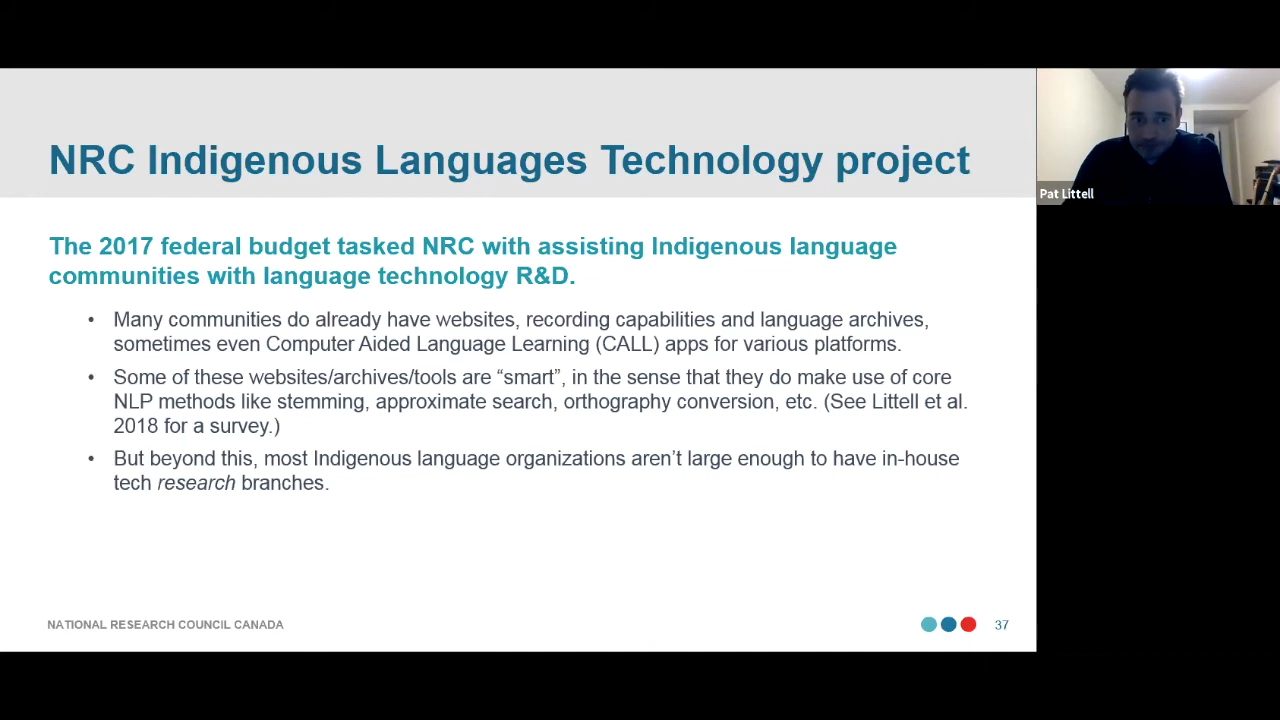 NRC Indigenous Languages Technology project
Pat Littell
The 2017 federal budget tasked NRC with assisting Indigenous language
communities with language technology R&D.
• Many communities do already have websites, recording capabilities and language archives,
sometimes even Computer Aided Language Learning (CALL) apps for various platforms.
• Some of these websites/archives/tools are “smart”, in the sense that they do make use of core
NLP methods like stemming, approximate search, orthography conversion, etc. (See Littell et al.
2018 for a survey.)
• But beyond this, most Indigenous language organizations aren’t large enough to have in-house
tech research branches.
NATIONAL RESEARCH COUNCIL CANADA
37